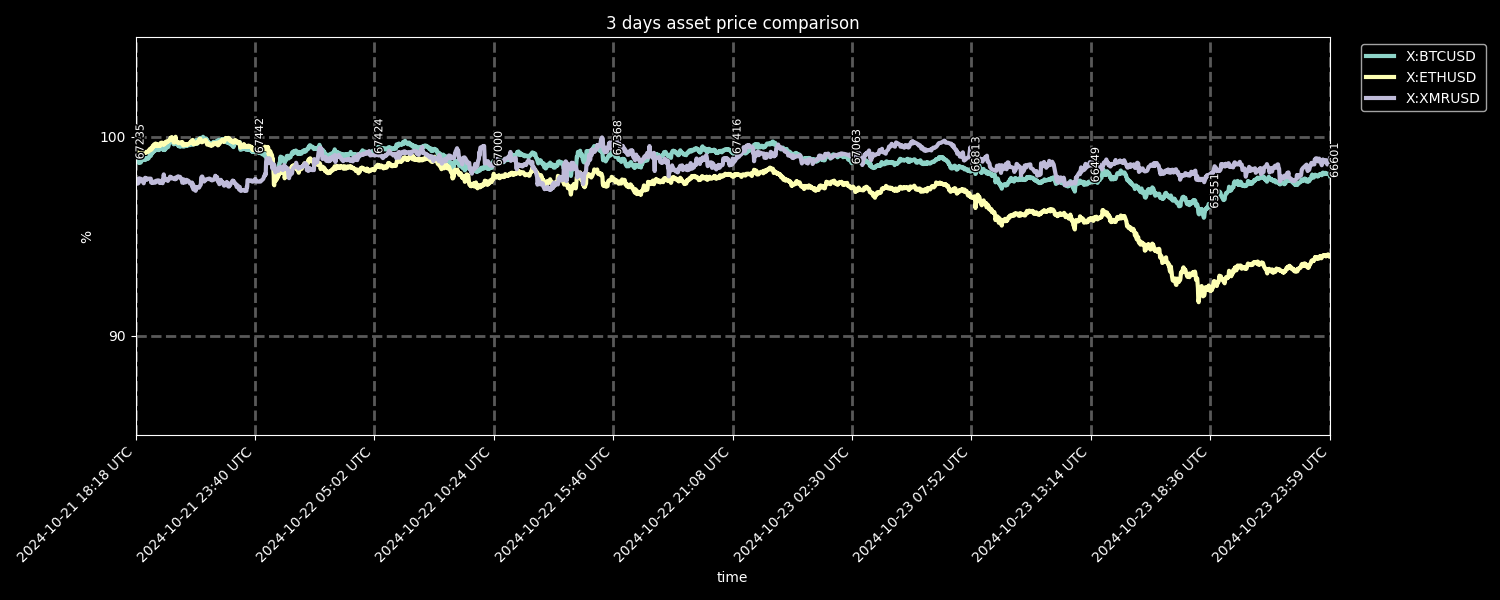 3 days asset price comparison
X:BTCUSD
X:ETHUSD
X:XMRUSD
100
90
%
67235
67442
67424
67000
67368
67416
67063
66813
66449
65551
66601
2024-10-21 18:18 UTC
2024-10-21 23:40 UTC
2024-10-22 05:02 UTC
2024-10-22 10:24 UTC
2024-10-22 15:46 UTC
2024-10-22 21:08 UTC
2024-10-23 02:30 UTC
2024-10-23 07:52 UTC
2024-10-23 13:14 UTC
2024-10-23 18:36 UTC
2024-10-23 23:59 UTC
time